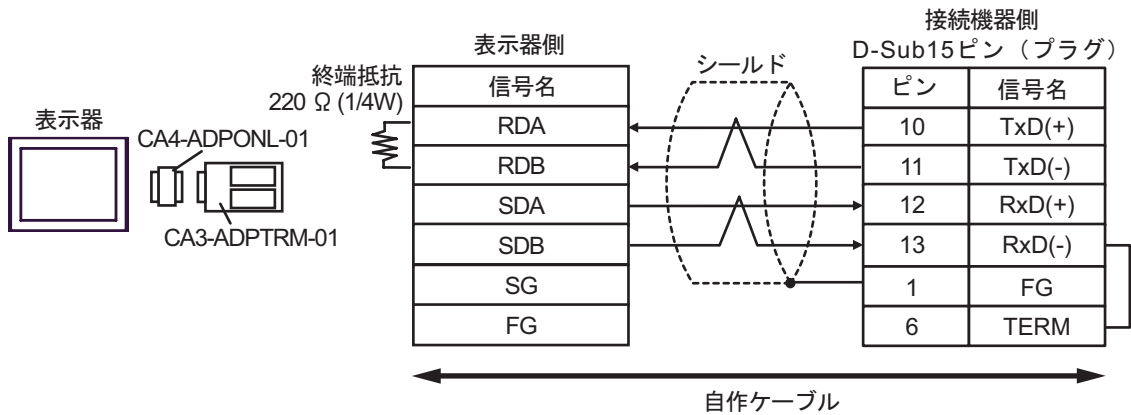 接続機器側
表示器側
D-Sub15ピン（プラグ）
シールド
終端抵抗
220 Ω (1/4W)
信号名
ピン
信号名
表示器
CA4-ADPONL-01
CA3-ADPTRM-01
RDA
10
TxD(+)
RDB
11
TxD(-)
SDA
12
RxD(+)
SDB
13
RxD(-)
SG
1
FG
FG
6
TERM
自作ケーブル